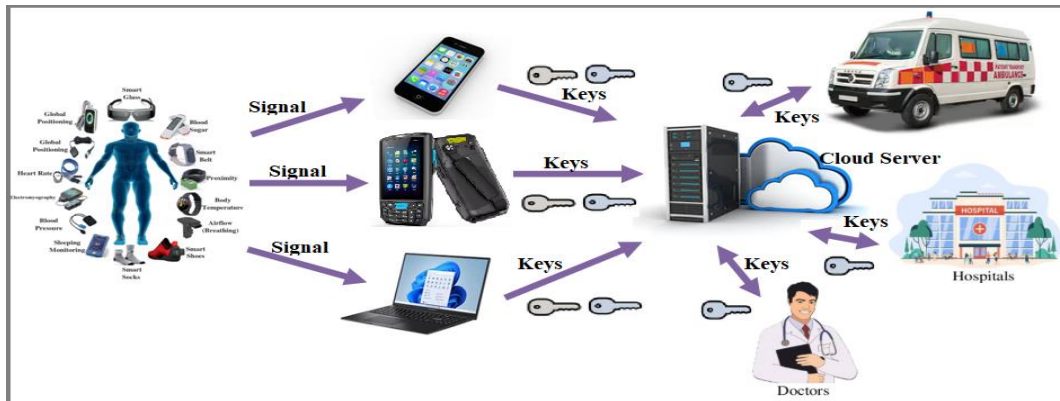 Smart
Glass
Global
Positioning
Blood
Sugar
Global
Positioning
Smart
Belt
Heart Rate
Proximity
Electromyography
Body
Temperature
Blood
Pressure
Airflow
(Breathing)
Sleeping
Monitoring
Smart
Shoes
Smart
Socks
Signal
Signal
Signal
Keys
Keys
Keys
Cloud Server
Keys
PATIENT TRANSPORT
AMBULANCE
Keys
HOSPITAL
Hospitals
Keys
Doctors